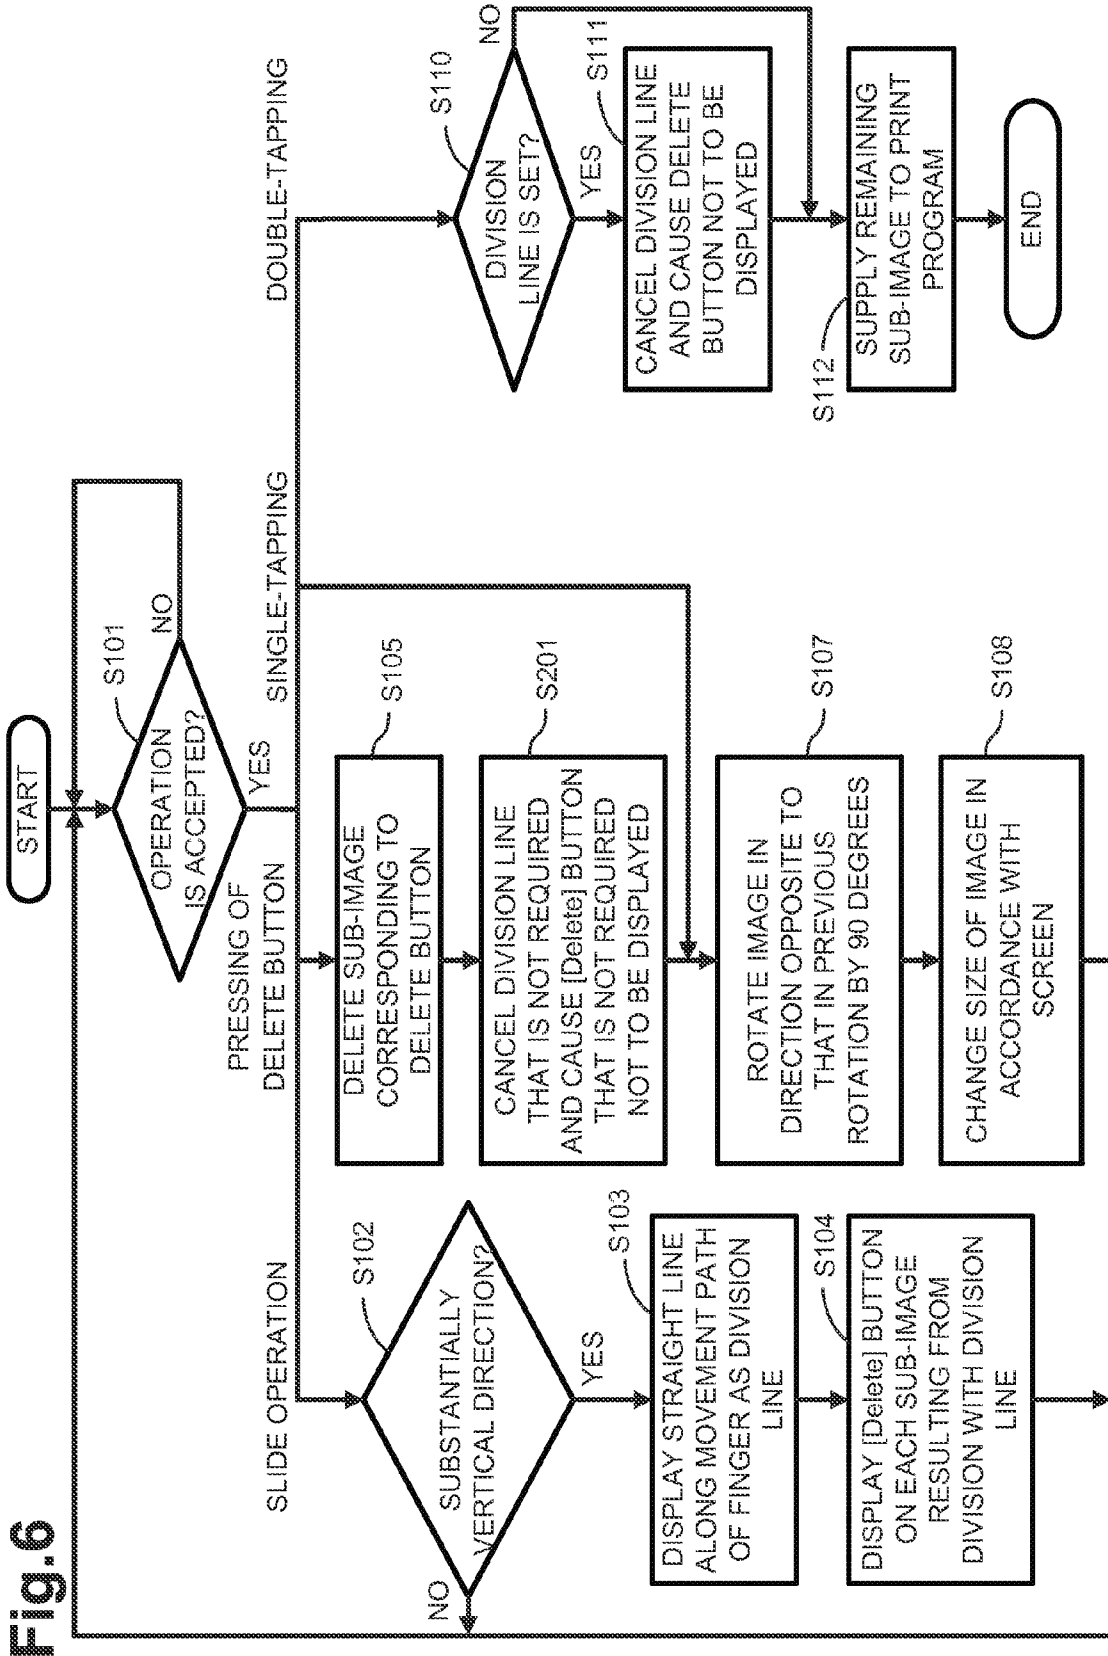 Fig.6
START
OPERATION
IS ACCEPTED?
S101
NO
YES
SLIDE OPERATION
PRESSING OF
DELETE BUTTON
SINGLE-TAPPING
DOUBLE-TAPPING
SUBSTANTIALLY
VERTICAL DIRECTION?
S102
NO
YES
DISPLAY STRAIGHT LINE
ALONG MOVEMENT PATH
OF FINGER AS DIVISION
LINE
S103
DISPLAY [Delete] BUTTON
ON EACH SUB-IMAGE
RESULTING FROM
DIVISION WITH DIVISION
LINE
S104
DELETE SUB-IMAGE
CORRESPONDING TO
DELETE BUTTON
S105
CANCEL DIVISION LINE
THAT IS NOT REQUIRED
AND CAUSE [Delete] BUTTON
THAT IS NOT REQUIRED
NOT TO BE DISPLAYED
S201
ROTATE IMAGE IN
DIRECTION OPPOSITE TO
THAT IN PREVIOUS
ROTATION BY 90 DEGREES
S107
CHANGE SIZE OF IMAGE IN
ACCORDANCE WITH
SCREEN
S108
DIVISION
LINE IS SET?
S110
NO
YES
CANCEL DIVISION LINE
AND CAUSE DELETE
BUTTON NOT TO BE
DISPLAYED
S111
SUPPLY REMAINING
SUB-IMAGE TO PRINT
PROGRAM
S112
END